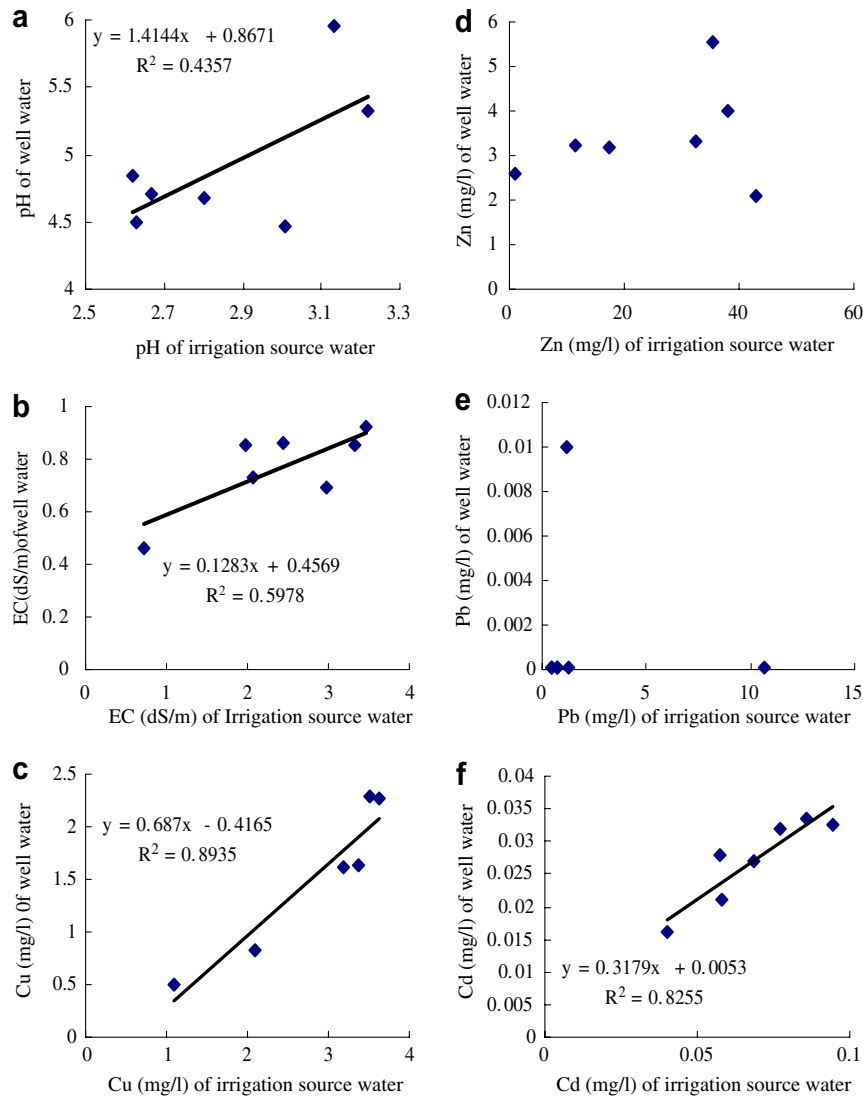 a
y = 1.4144x + 0.8671
R2 = 0.4357
6
5.5
5
4.5
4
pH of well water
2.5 2.7 2.9 3.1 3.3
pH of irrigation source water
d
6
5
4
3
2
1
0
Zn (mg/l) of well water
0 20 40 60
Zn (mg/l) of irrigation source water
b
1
0.8
0.6
0.4
0.2
0
EC(dS/m)ofwell water
y = 0.1283x + 0.4569
R2 = 0.5978
0 1 2 3 4
EC (dS/m) of Irrigation source water
e
0.012
0.01
0.008
0.006
0.004
0.002
0
Pb (mg/l) of well water
0 5 10 15
Pb (mg/l) of irrigation source water
c
2.5
2
1.5
1
0.5
0
Cu (mg/l) 0f well water
y = 0.687x - 0.4165
R2 = 0.8935
0 1 2 3 4
Cu (mg/l) of irrigation source water
f
0.04
0.035
0.03
0.025
0.02
0.015
0.01
0.005
0
Cd (mg/l) of well water
y = 0.3179x + 0.0053
R2 = 0.8255
0 0.05 0.1
Cd (mg/l) of irrigation source water